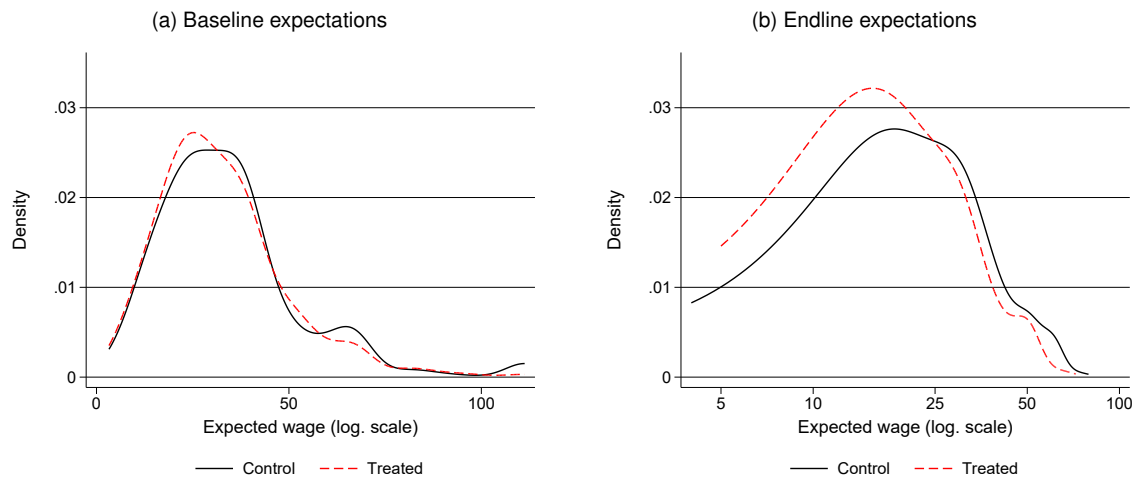 (a) Baseline expectations
.03
.02
.01
0
Density
0 50 100
Expected wage (log. scale)
Control Treated
(b) Endline expectations
.03
.02
.01
0
Density
5 10 25 50 100
Expected wage (log. scale)
Control Treated